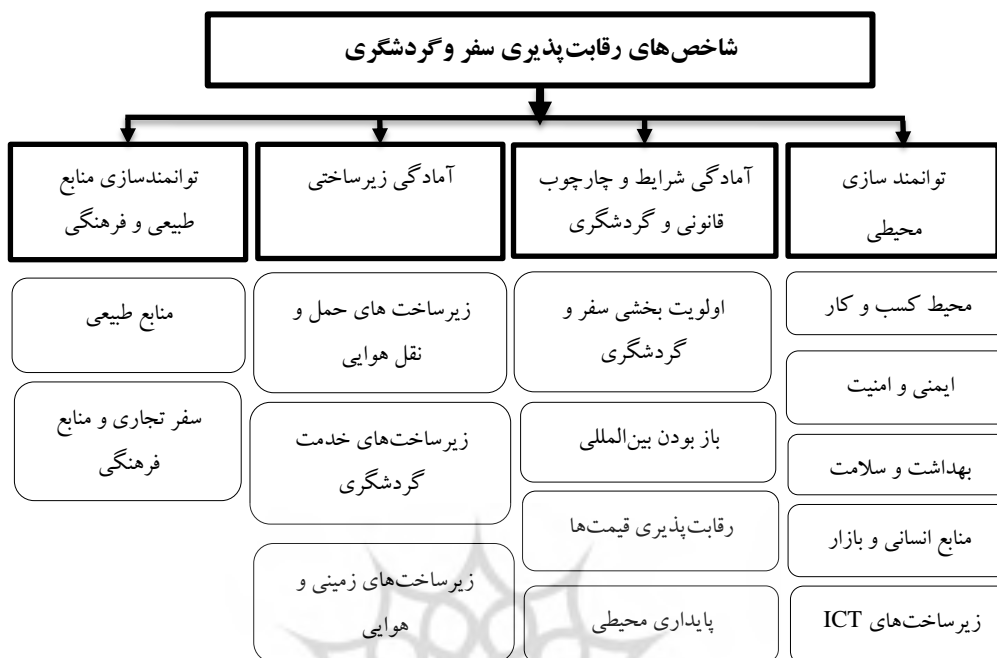 شاخص‌های رقابت‌پذیری سفر و گردشگری
توانمند سازی
محیطی
محیط کسب و کار
ایمنی و امنیت
بهداشت و سلامت
منابع انسانی و بازار
زیرساخت‌های ICT
آمادگی شرایط و چارچوب
قانونی و گردشگری
اولویت بخشی سفر و
گردشگری
باز بودن بین‌المللی
رقابت‌پذیری قیمت‌ها
پایداری محیطی
آمادگی زیرساختی
زیرساخت های حمل و
نقل هوایی
زیرساخت‌های خدمت
گردشگری
زیرساخت‌های زمینی و
هوایی
توانمندسازی منابع
طبیعی و فرهنگی
منابع طبیعی
سفر تجاری و منابع
فرهنگی